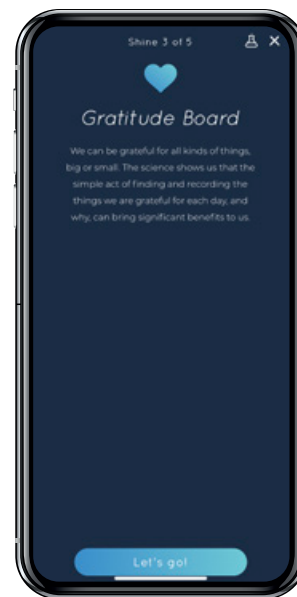 Shine 3 of 5
Gratitude Board
We can be grateful for all kinds of things,
big or small. The science shows us that the
simple act of finding and recording the
things we are grateful for each day, and
why, can bring significant benefits to us.
Let's go!